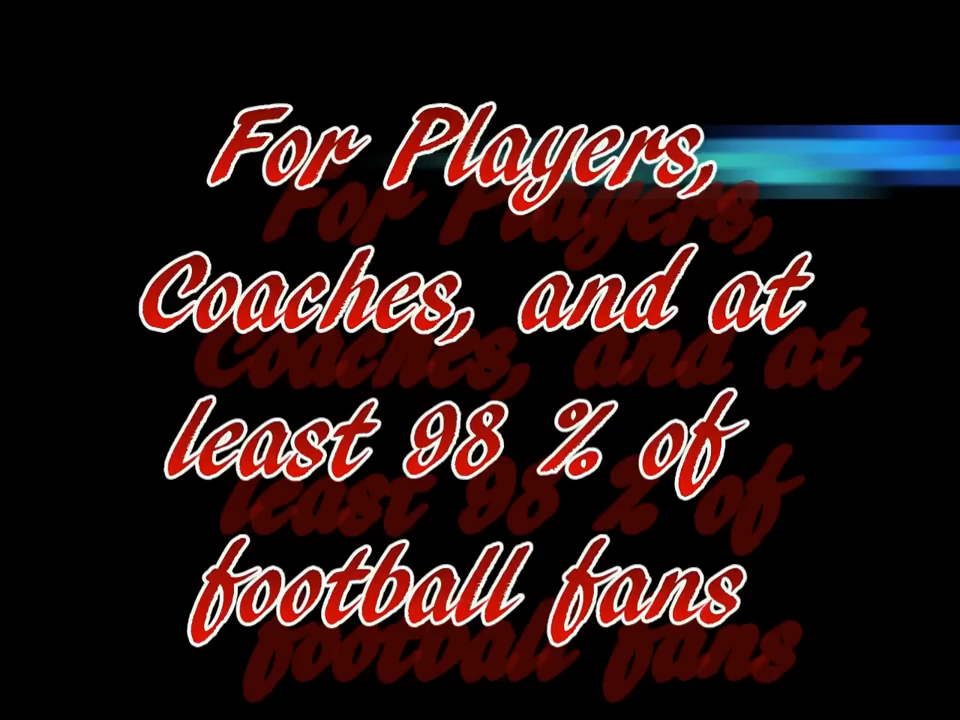 For Players,
Coaches, and at
least 98 % of
football fans